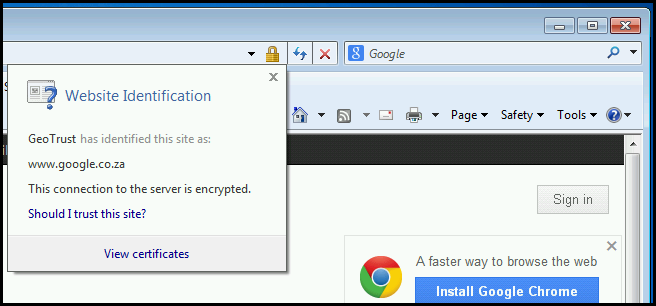 Google
Website Identification
GeoTrust has identified this site as:
www.google.co.za
This connection to the server is encrypted.
Should I trust this site?
View certificates
Page
Safety
Tools
Sign in
A faster way to browse the web
Install Google Chrome